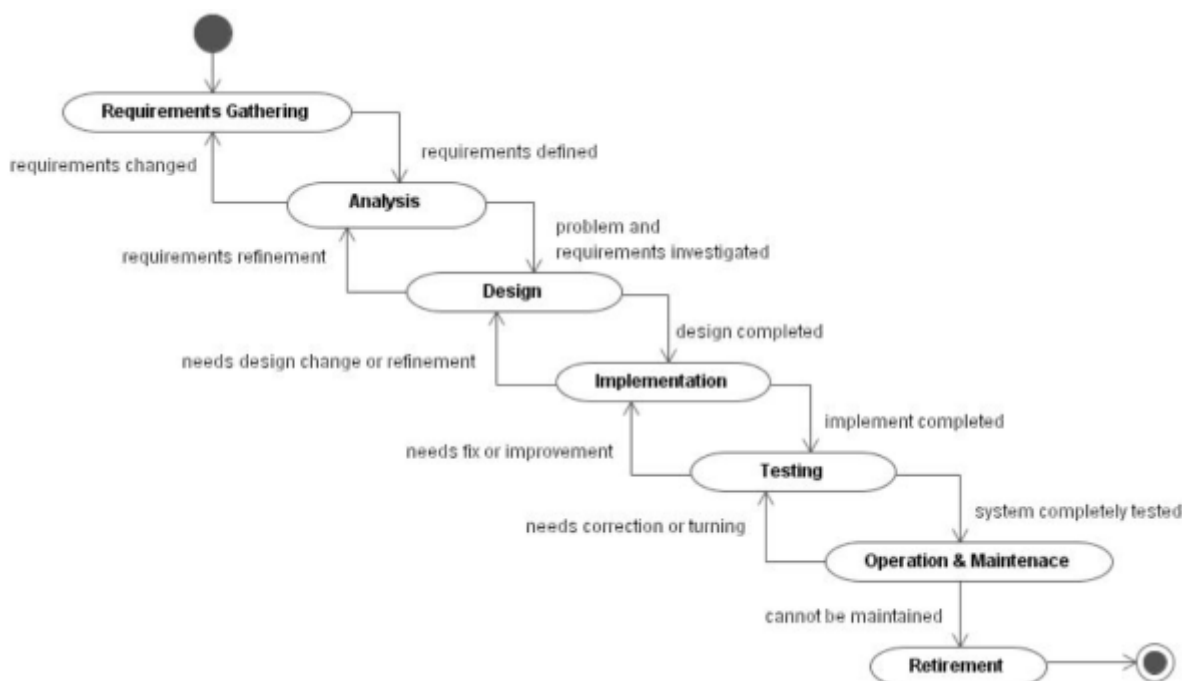 Requirements Gathering
requirements changed
requirements defined
Analysis
problem and
requirements investigated
requirements refinement
Design
design completed
needs design change or refinement
Implementation
implement completed
needs fix or improvement
Testing
system completely tested
needs correction or turning
Operation & Maintenace
cannot be maintained
Retirement